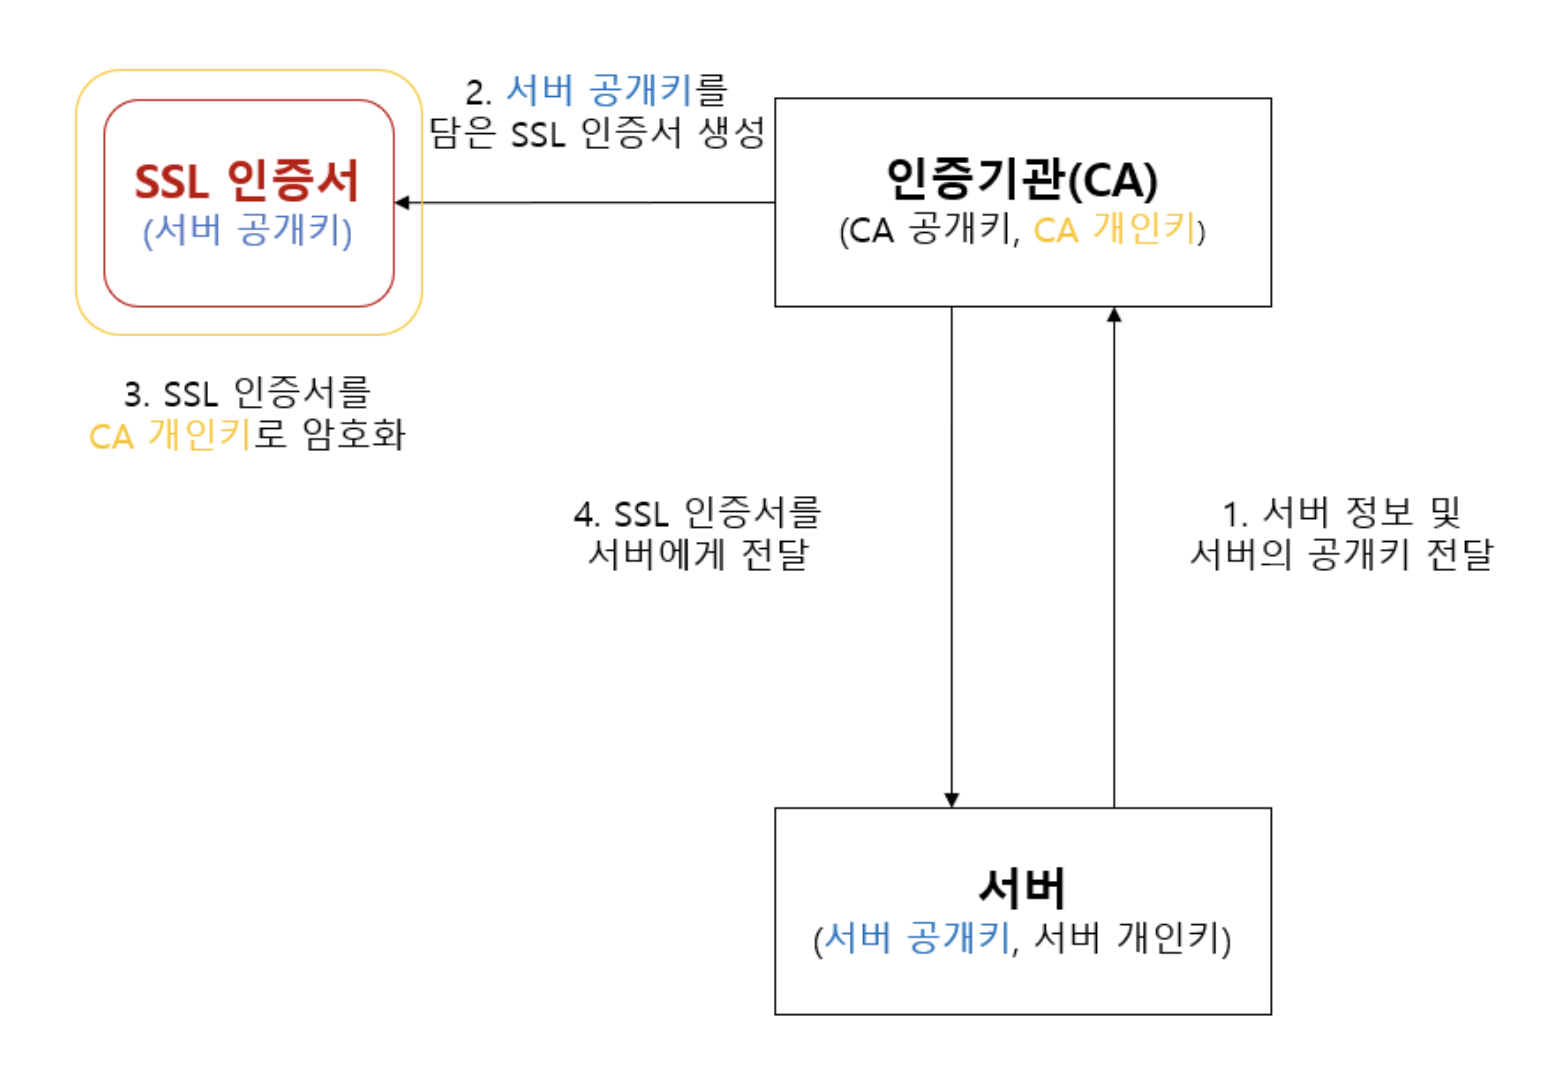 2. 서버 공개키를
담은 SSL 인증서 생성
SSL 인증서
(서버 공개키)
인증기관(CA)
(CA 공개키, CA 개인키)
3. SSL 인증서를
CA 개인키로 암호화
4. SSL 인증서를
서버에게 전달
1. 서버 정보 및
서버의 공개키 전달
서버
(서버 공개키, 서버 개인키)